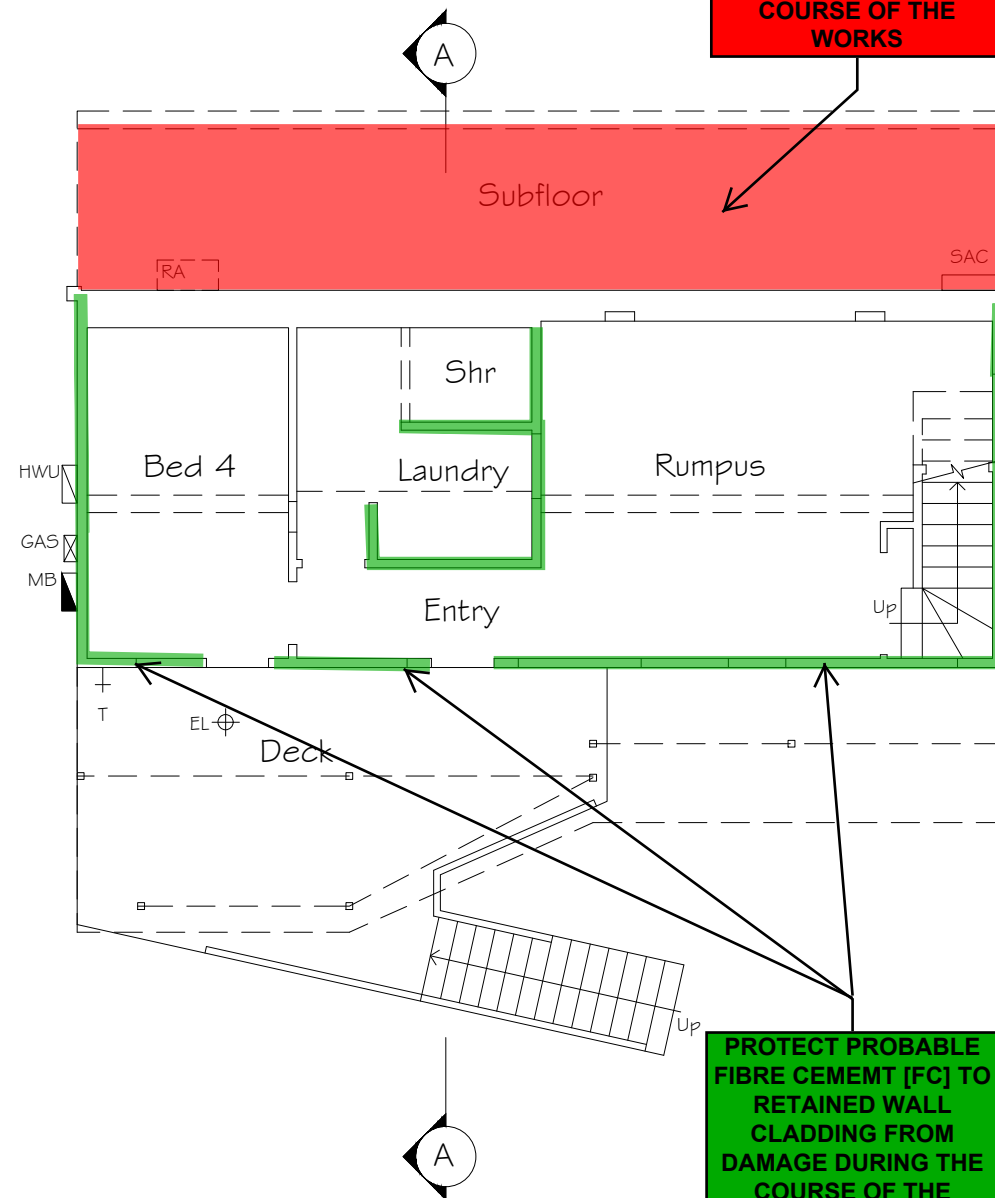 COURSE OF THE
WORKS
A
Subfloor
RA
SAC
Shr
Bed 4
Laundry
Rumpus
HWU
GAS
MB
Entry
Up
T
EL
Deck
Up
PROTECT PROBABLE
FIBRE CEMEMT [FC] TO
RETAINED WALL
CLADDING FROM
DAMAGE DURING THE
COURSE OF THE
A